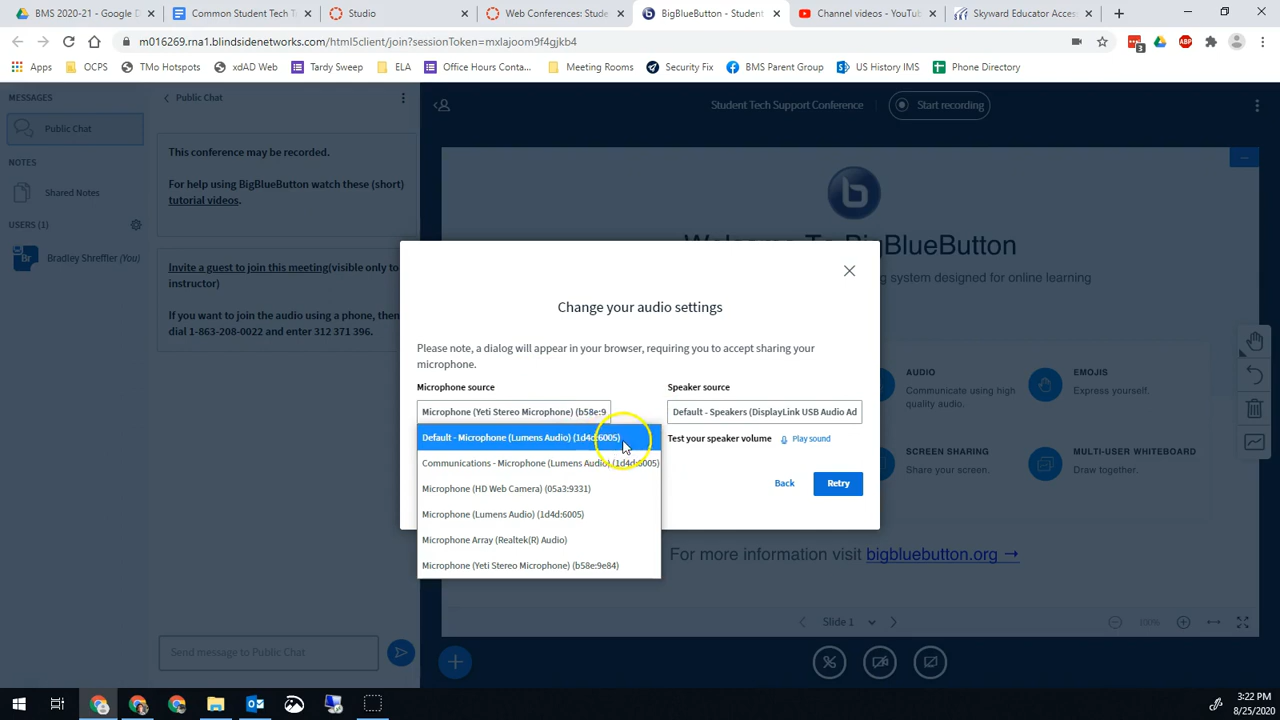 BMS 2020-21 - Google D
Common Student Tech T
Studio
Web Conferences: Stude
BigBlueButton - Student
Channel videos - YouTu
Skyward Educator Acces
m016269.rna1.blindsidenetworks.com/html5client/join?sessionToken=mxlajoom9f4gjkb4
3
ABP
Apps
OCPS
TMo Hotspots
xdAD Web
Tardy Sweep
ELA
Office Hours Conta...
Meeting Rooms
Security Fix
BMS Parent Group
US History IMS
Phone Directory
MESSAGES
Public Chat
NOTES
Shared Notes
USERS (1)
Br
Bradley Shreffler (You)
Public Chat
This conference may be recorded.
For help using BigBlueButton watch these (short)
tutorial videos.
Invite a guest to join this meeting(visible only to
instructor)
If you want to join the audio using a phone, then
dial 1-863-208-0022 and enter 312 371 396.
Send message to Public Chat
Student Tech Support Conference
Start recording
b
Welcome To BigBlueButton
ing system designed for online learning
Change your audio settings
Please note, a dialog will appear in your browser, requiring you to accept sharing your
microphone.
Microphone source
Microphone (Yeti Stereo Microphone) (b58e:9
Default - Microphone (Lumens Audio) (1d4d:6005)
Communications - Microphone (Lumens Audio) (1d4d:6005)
Microphone (HD Web Camera) (05a3:9331)
Microphone (Lumens Audio) (1d4d:6005)
Microphone Array (Realtek(R) Audio)
Microphone (Yeti Stereo Microphone) (b58e:9e84)
Speaker source
Default - Speakers (DisplayLink USB Audio Ad
Test your speaker volume
Play sound
Back
Retry
AUDIO
Communicate using high
quality audio.
EMOJIS
Express yourself.
SCREEN SHARING
Share your screen.
MULTI-USER WHITEBOARD
Draw together.
For more information visit bigbluebutton.org →
Slide 1
100%
3:22 PM
8/25/2020